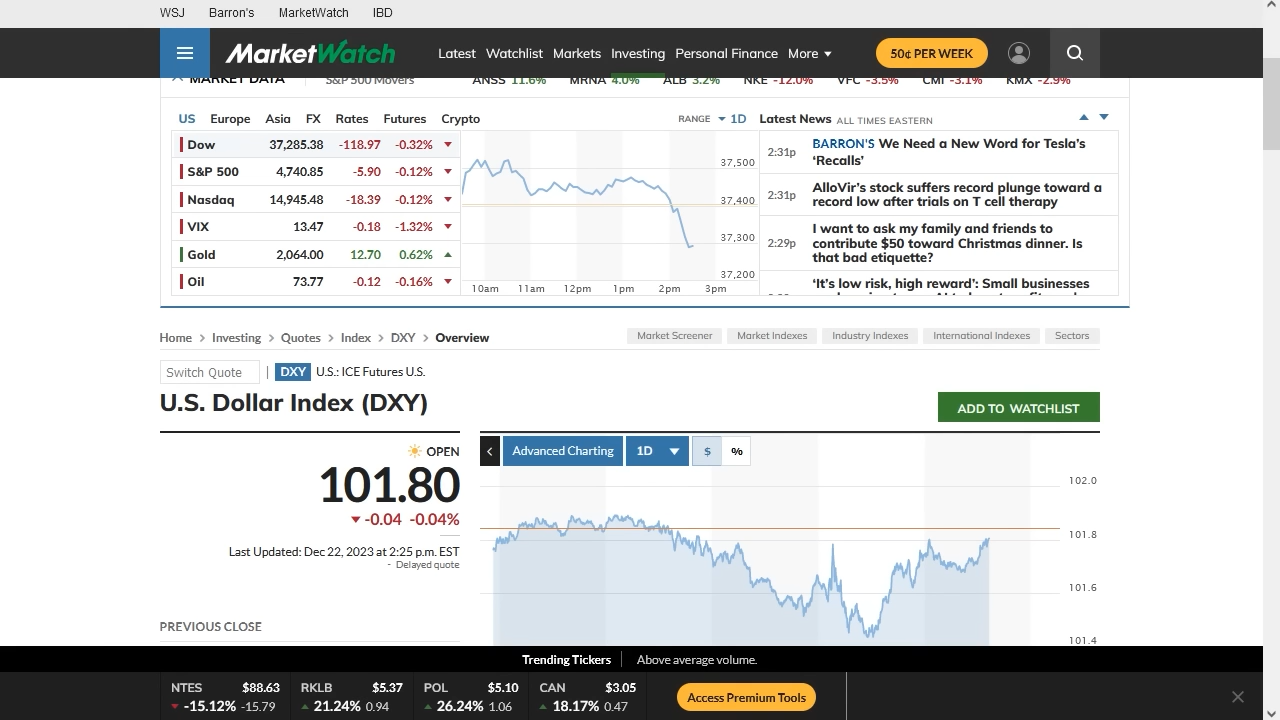 WSJ Barron's MarketWatch IBD
MarketWatch Latest Watchlist Markets Investing Personal Finance More 50¢ PER WEEK
MARKET DATA S&P 500 Movers ANSS 11.6% MRNA 4.0% ALB 3.2% NKE -12.0% VFC -3.5% CMI -3.1% KMX -2.9%
US Europe Asia FX Rates Futures Crypto RANGE 1D
Dow 37,285.38 -118.97 -0.32%
S&P 500 4,740.85 -5.90 -0.12%
Nasdaq 14,945.48 -18.39 -0.12%
VIX 13.47 -0.18 -1.32%
Gold 2,064.00 12.70 0.62%
Oil 73.77 -0.12 -0.16%
37,500
37,400
37,300
37,200
10am 11am 12pm 1pm 2pm 3pm
Latest News ALL TIMES EASTERN
2:31p BARRON'S We Need a New Word for Tesla's
‘Recalls’
2:31p AlloVir’s stock suffers record plunge toward a
record low after trials on T cell therapy
2:29p I want to ask my family and friends to
contribute $50 toward Christmas dinner. Is
that bad etiquette?
‘It’s low risk, high reward’: Small businesses
Home Investing Quotes Index DXY Overview
Market Screener Market Indexes Industry Indexes International Indexes Sectors
Switch Quote | DXY U.S.: ICE Futures U.S.
U.S. Dollar Index (DXY)
ADD TO WATCHLIST
OPEN
101.80
-0.04 -0.04%
Last Updated: Dec 22, 2023 at 2:25 p.m. EST
- Delayed quote
PREVIOUS CLOSE
Advanced Charting 1D $ %
102.0
101.8
101.6
101.4
Trending Tickers Above average volume.
NTES $88.63
-15.12% -15.79
RKLB $5.37
21.24% 0.94
POL $5.10
26.24% 1.06
CAN $3.05
18.17% 0.47
Access Premium Tools